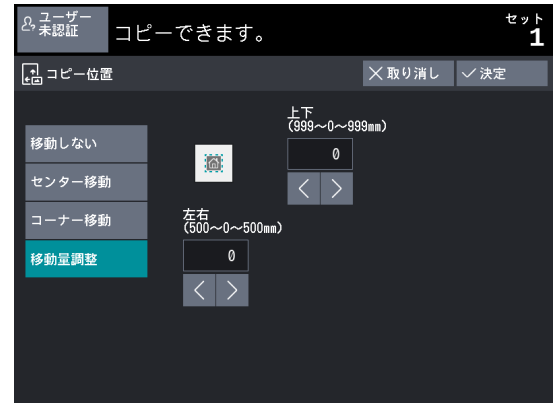 ユーザー
未認証
コピーできます。
セット
1
コピー位置
取り消し
決定
移動しない
センター移動
コーナー移動
移動量調整
上下
(999～0～999mm)
0
左右
(500～0～500mm)
0